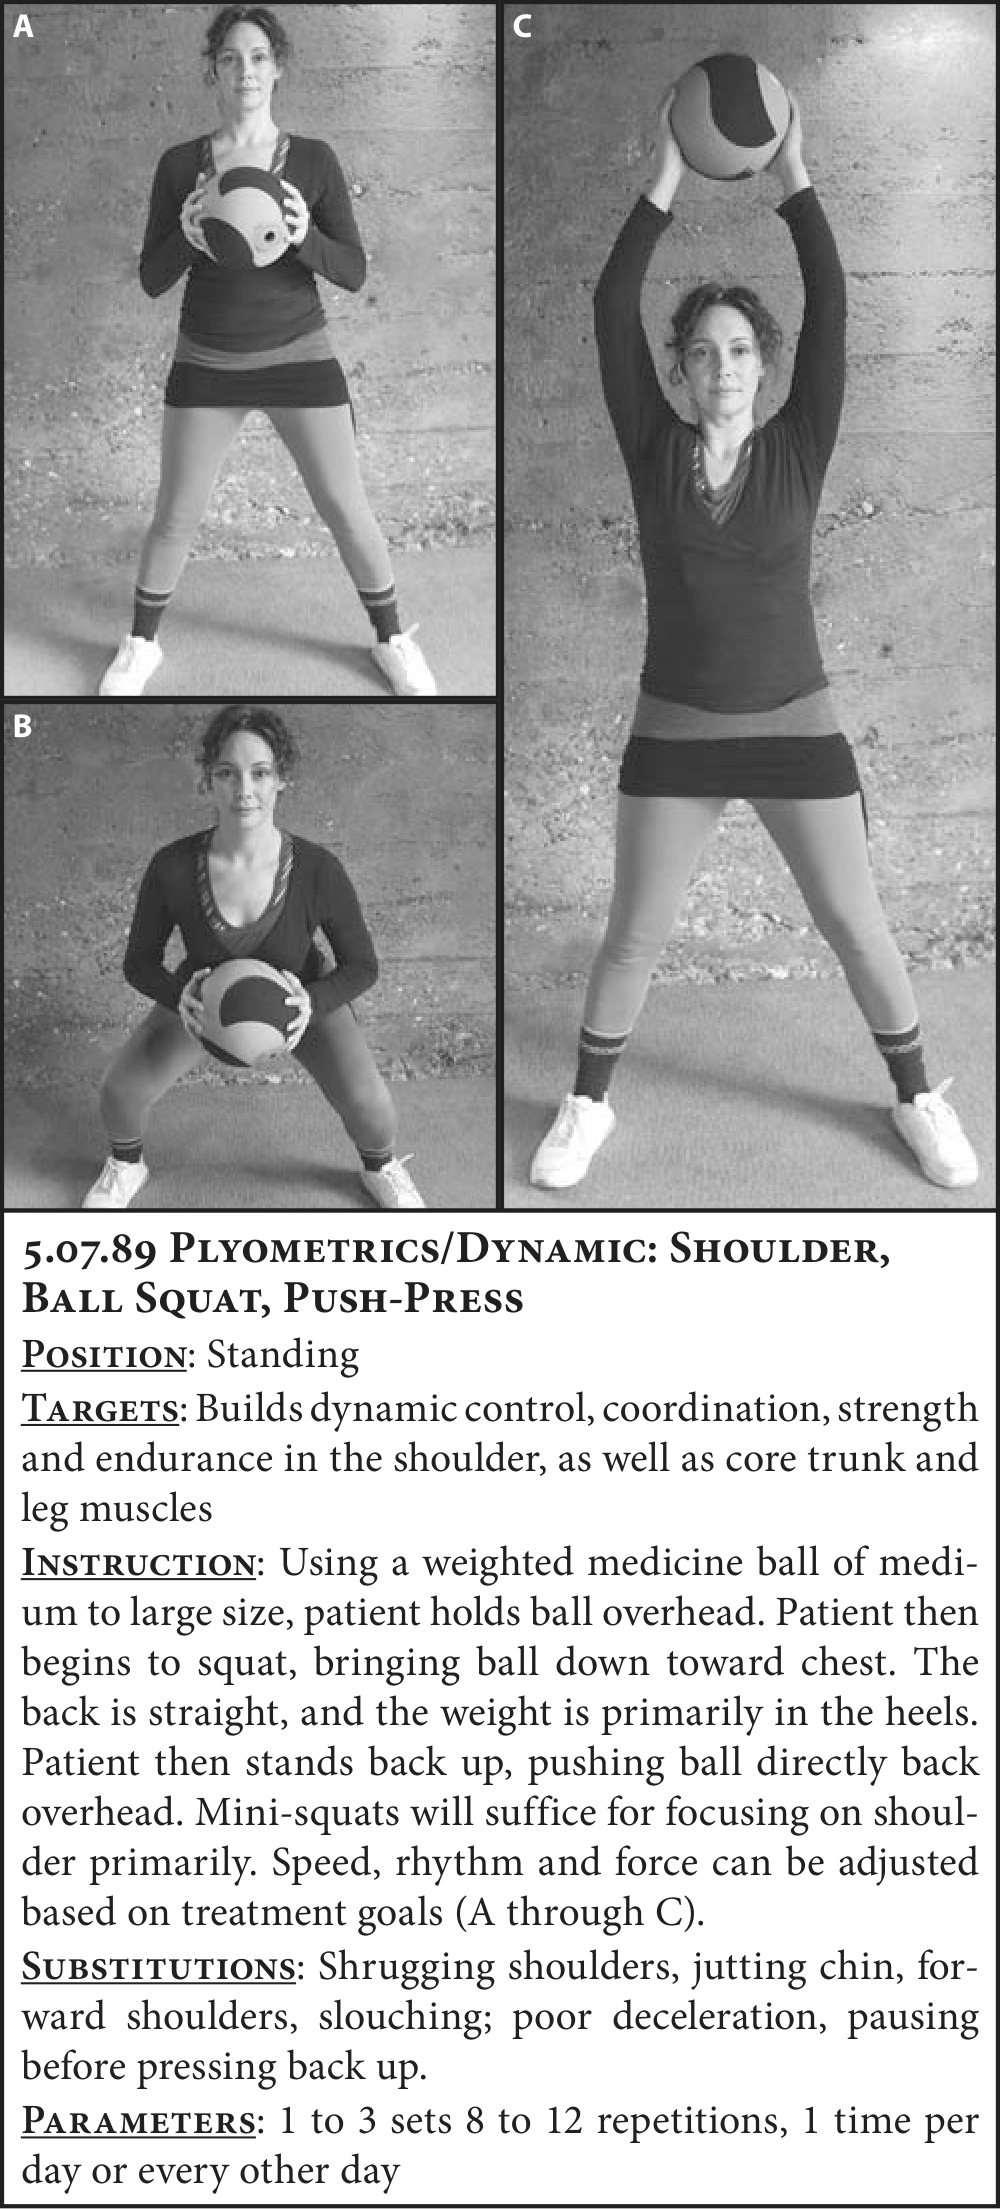 A
C
B
5.07.89 Plyometrics/Dynamic: Shoulder,
Ball Squat, Push-Press
Position: Standing
Targets: Builds dynamic control, coordination, strength
and endurance in the shoulder, as well as core trunk and
leg muscles
Instruction: Using a weighted medicine ball of medi-
um to large size, patient holds ball overhead. Patient then
begins to squat, bringing ball down toward chest. The
back is straight, and the weight is primarily in the heels.
Patient then stands back up, pushing ball directly back
overhead. Mini-squats will suffice for focusing on shoul-
der primarily. Speed, rhythm and force can be adjusted
based on treatment goals (A through C).
Substitutions: Shrugging shoulders, jutting chin, for-
ward shoulders, slouching; poor deceleration, pausing
before pressing back up.
Parameters: 1 to 3 sets 8 to 12 repetitions, 1 time per
day or every other day